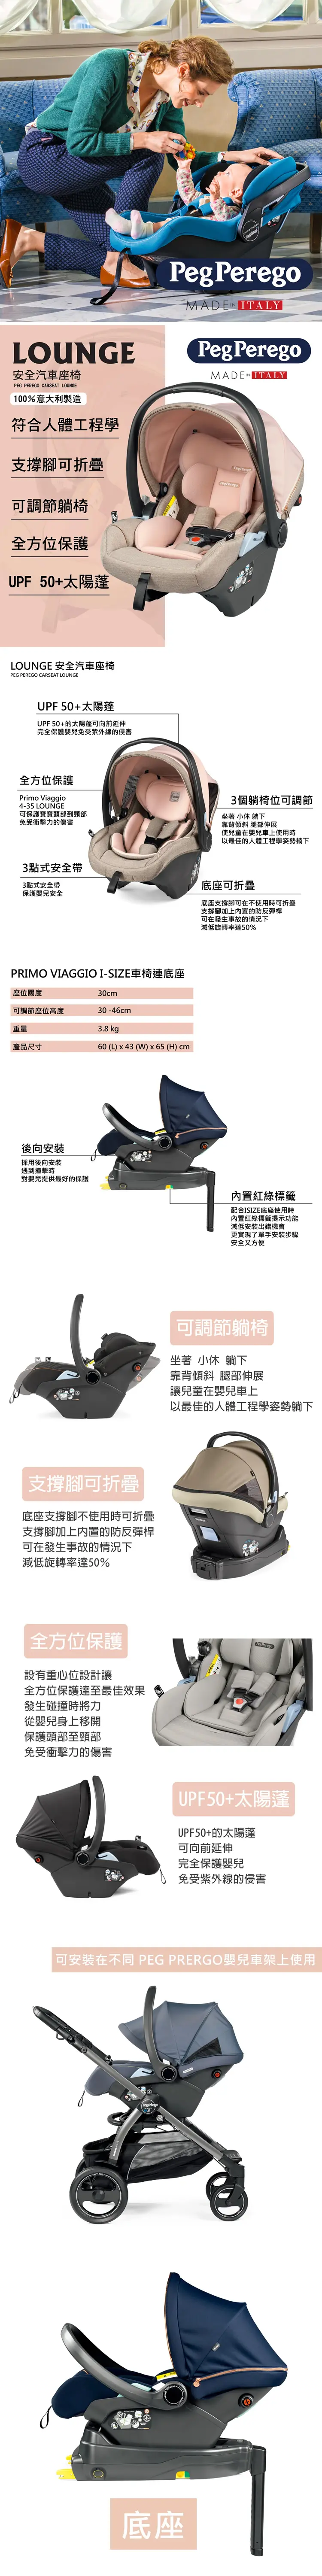 PegPerego
MADE IN ITALY
LOUNGE
安全汽車座椅
PEG PEREGO CARSEAT LOUNGE
100%意大利製造
PegPerego
MADE IN ITALY
符合人體工程學
支撐腳可折疊
可調節躺椅
全方位保護
UPF 50+太陽蓬
LOUNGE 安全汽車座椅
PEG PEREGO CARSEAT LOUNGE
UPF 50+太陽蓬
UPF 50+的太陽蓬可向前延伸
完全保護嬰兒免受紫外線的侵害
全方位保護
Primo Viaggio
4-35 LOUNGE
可保護寶寶頭部到頸部
免受衝擊力的傷害
3個躺椅位可調節
坐著 小休 躺下
靠背傾斜 腿部伸展
使兒童在嬰兒車上使用時
以最佳的人體工程學姿勢躺下
3點式安全帶
3點式安全帶
保護嬰兒安全
底座可折疊
底座支撐腳可在不使用時可折疊
支撐腳加上內置的防反彈桿
可在發生事故的情況下
減低旋轉率達50%
PRIMO VIAGGIO I-SIZE車椅連底座
座位闊度 30cm
可調節座位高度 30 -46cm
重量 3.8 kg
產品尺寸 60 (L) x 43 (W) x 65 (H) cm
後向安裝
採用後向安裝
遇到撞擊時
對嬰兒提供最好的保護
內置紅綠標籤
配合ISIZE底座使用時
內置紅綠標籤提示功能
減低安裝出錯機會
更實現了單手安裝步驟
安全又方便
可調節躺椅
坐著 小休 躺下
靠背傾斜 腿部伸展
讓兒童在嬰兒車上
以最佳的人體工程學姿勢躺下
支撐腳可折疊
底座支撐腳不使用時可折疊
支撐腳加上內置的防反彈桿
可在發生事故的情況下
減低旋轉率達50%
全方位保護
設有重心位設計讓
全方位保護達至最佳效果
發生碰撞時將力
從嬰兒身上移開
保護頭部至頸部
免受衝擊力的傷害
UPF50+太陽蓬
UPF50+的太陽蓬
可向前延伸
完全保護嬰兒
免受紫外線的侵害
可安裝在不同 PEG PRERGO嬰兒車架上使用
底座